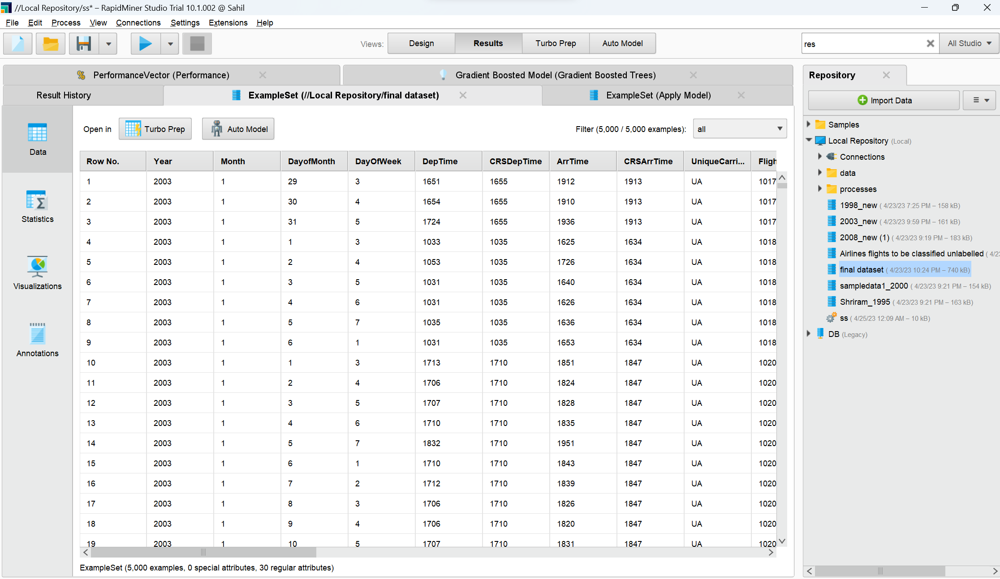 //Local Repository/ss* – RapidMiner Studio Trial 10.1.002 @ Sahil
File Edit Process View Connections Settings Extensions Help
Views: Design Results Turbo Prep Auto Model res All Studio
PerformanceVector (Performance) Gradient Boosted Model (Gradient Boosted Trees)
Result History ExampleSet (//Local Repository/final dataset) ExampleSet (Apply Model)
Data
Statistics
Visualizations
Annotations
Open in Turbo Prep Auto Model Filter (5,000 / 5,000 examples): all
Row No. Year Month DayofMonth DayOfWeek DepTime CRSDepTime ArrTime CRSArrTime UniqueCarri... Fligh
1 2003 1 29 3 1651 1655 1912 1913 UA 1017
2 2003 1 30 4 1654 1655 1910 1913 UA 1017
3 2003 1 31 5 1724 1655 1936 1913 UA 1017
4 2003 1 1 3 1033 1035 1625 1634 UA 1018
5 2003 1 2 4 1053 1035 1726 1634 UA 1018
6 2003 1 3 5 1031 1035 1640 1634 UA 1018
7 2003 1 4 6 1031 1035 1626 1634 UA 1018
8 2003 1 5 7 1035 1035 1636 1634 UA 1018
9 2003 1 6 1 1031 1035 1653 1634 UA 1018
10 2003 1 1 3 1713 1710 1851 1847 UA 1020
11 2003 1 2 4 1706 1710 1824 1847 UA 1020
12 2003 1 3 5 1707 1710 1828 1847 UA 1020
13 2003 1 4 6 1710 1710 1835 1847 UA 1020
14 2003 1 5 7 1832 1710 1951 1847 UA 1020
15 2003 1 6 1 1710 1710 1843 1847 UA 1020
16 2003 1 7 2 1712 1710 1839 1847 UA 1020
17 2003 1 8 3 1706 1710 1826 1847 UA 1020
18 2003 1 9 4 1706 1710 1820 1847 UA 1020
19 2003 1 10 5 1707 1710 1831 1847 UA 1020
ExampleSet (5,000 examples, 0 special attributes, 30 regular attributes)
Repository
Import Data
Samples
Local Repository (Local)
Connections
data
processes
1998_new ( 4/23/23 7:25 PM – 158 kB)
2003_new ( 4/23/23 9:59 PM – 161 kB)
2008_new (1) ( 4/23/23 9:19 PM – 183 kB)
Airlines flights to be classified unlabelled ( 4/23
final dataset ( 4/23/23 10:24 PM – 740 kB)
sampledata1_2000 ( 4/23/23 9:21 PM – 154 kB)
Shriram_1995 ( 4/23/23 9:21 PM – 163 kB)
ss ( 4/25/23 12:09 AM – 10 kB)
DB (Legacy)